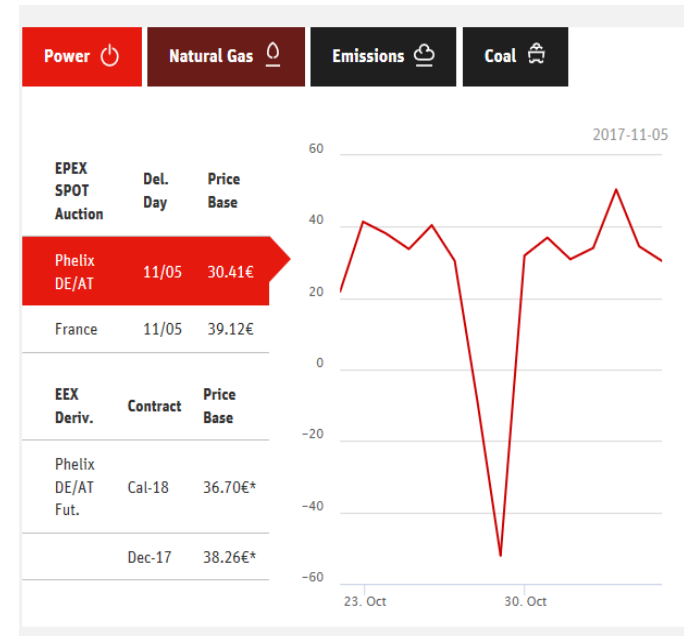 Power
Natural Gas
Emissions
Coal
2017-11-05
EPEX
SPOT
Auction
Del.
Day
Price
Base
Phelix
DE/AT
11/05
30.41€
France
11/05
39.12€
EEX
Deriv.
Contract
Price
Base
Phelix
DE/AT
Fut.
Cal-18
36.70€*
Dec-17
38.26€*
60
40
20
0
−20
−40
−60
23. Oct
30. Oct